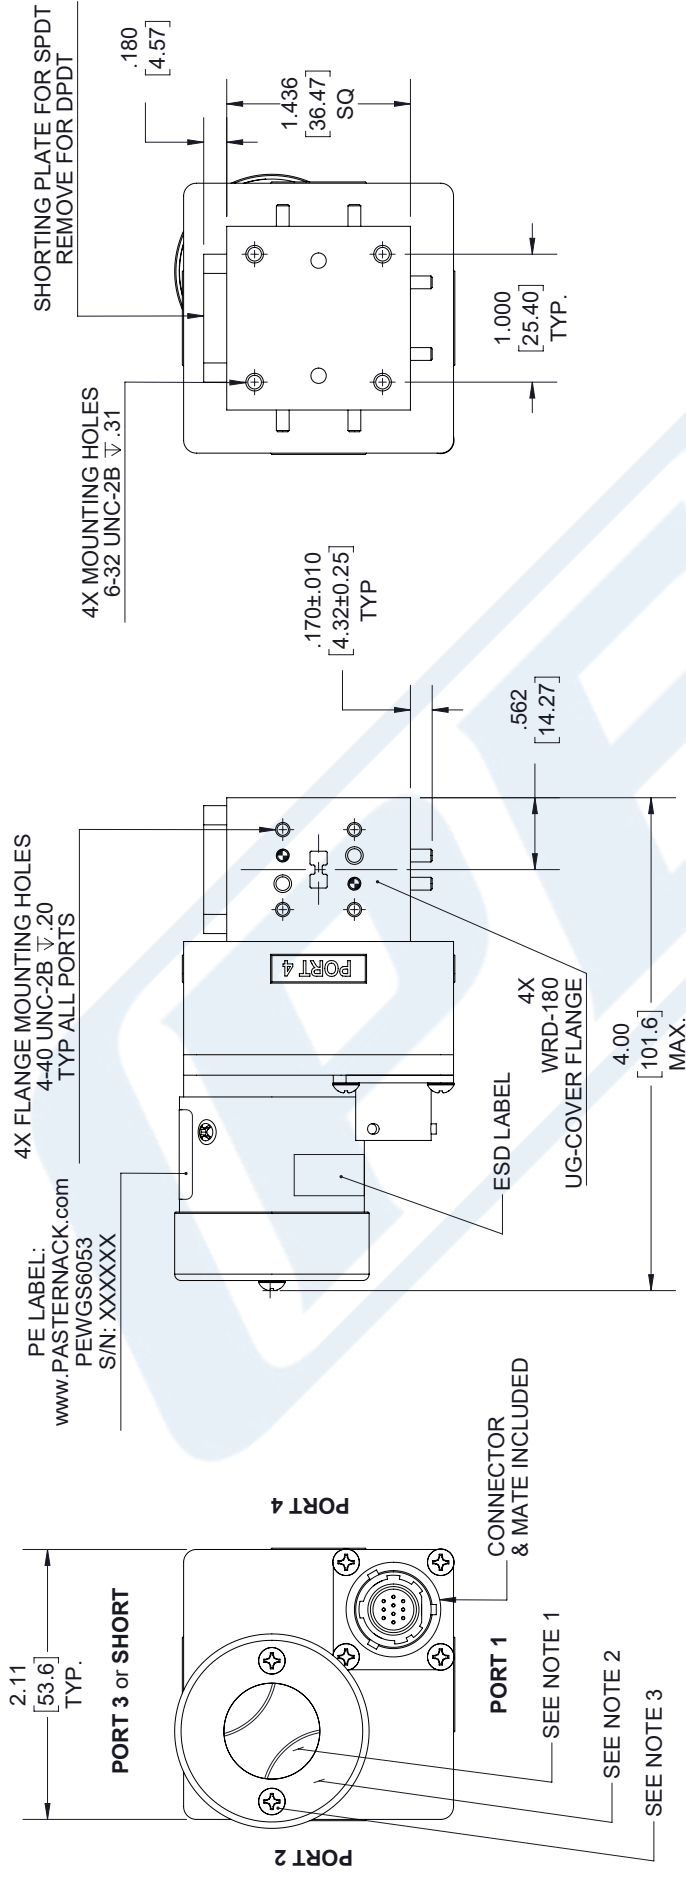 2.11
[53.6]
TYP.
PORT 3 or SHORT
PORT 2
PORT 4
PORT 1
CONNECTOR
& MATE INCLUDED
SEE NOTE 1
SEE NOTE 2
SEE NOTE 3
PE LABEL:
www.PASTERNACK.com
PEWGS6053
S/N: XXXXXX
4X FLANGE MOUNTING HOLES
4-40 UNC-2B ↧.20
TYP ALL PORTS
PORT 4
ESD LABEL
4X
WRD-180
UG-COVER FLANGE
4.00
[101.6]
MAX.
.562
[14.27]
.170±.010
[4.32±0.25]
TYP
4X MOUNTING HOLES
6-32 UNC-2B ↧.31
SHORTING PLATE FOR SPDT
REMOVE FOR DPDT
.180
[4.57]
1.436
[36.47]
SQ
1.000
[25.40]
TYP.